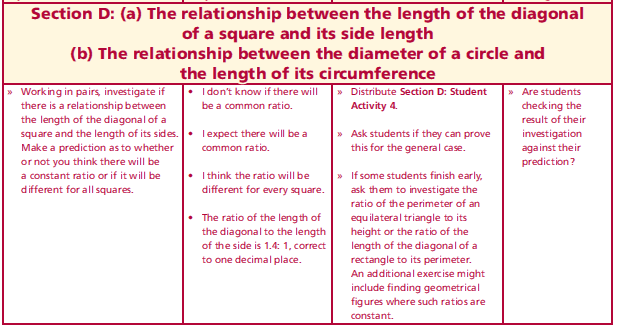 Section D: (a) The relationship between the length of the diagonal
of a square and its side length
(b) The relationship between the diameter of a circle and
the length of its circumference
» Working in pairs, investigate if
there is a relationship between
the length of the diagonal of a
square and the length of its sides.
Make a prediction as to whether
or not you think there will be
a constant ratio or if it will be
different for all squares.
• I don't know if there will
be a common ratio.
• I expect there will be a
common ratio.
• I think the ratio will be
different for every square.
• The ratio of the length of
the diagonal to the length
of the side is 1.4: 1, correct
to one decimal place.
» Distribute Section D: Student
Activity 4.
» Ask students if they can prove
this for the general case.
» If some students finish early,
ask them to investigate the
ratio of the perimeter of an
equilateral triangle to its
height or the ratio of the
length of the diagonal of a
rectangle to its perimeter.
An additional exercise might
include finding geometrical
figures where such ratios are
constant.
» Are students
checking the
result of their
investigation
against their
prediction?